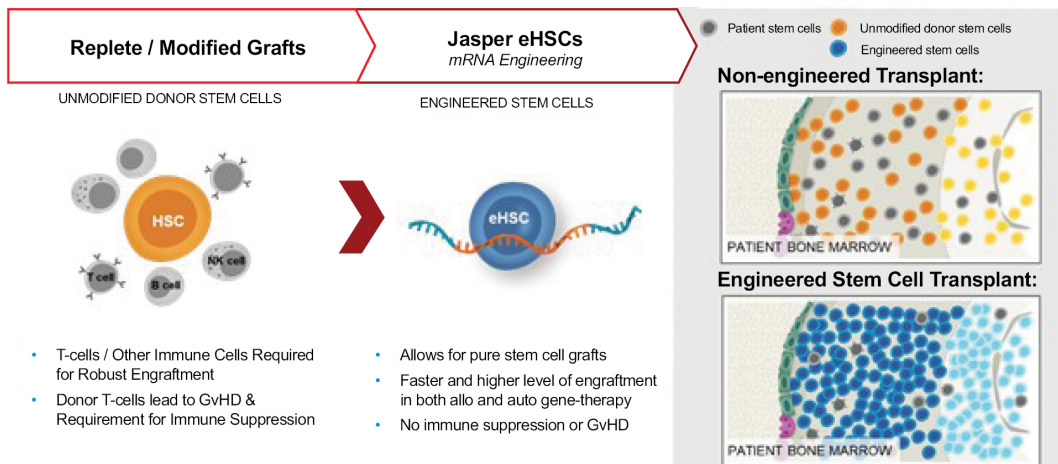 Replete / Modified Grafts
Jasper eHSCs
mRNA Engineering
UNMODIFIED DONOR STEM CELLS
ENGINEERED STEM CELLS
HSC
T cell
B cell
NK cell
eHSC
• T-cells / Other Immune Cells Required
for Robust Engraftment
• Donor T-cells lead to GvHD &
Requirement for Immune Suppression
• Allows for pure stem cell grafts
• Faster and higher level of engraftment
in both allo and auto gene-therapy
• No immune suppression or GvHD
Patient stem cells
Unmodified donor stem cells
Engineered stem cells
Non-engineered Transplant:
PATIENT BONE MARROW
Engineered Stem Cell Transplant:
PATIENT BONE MARROW